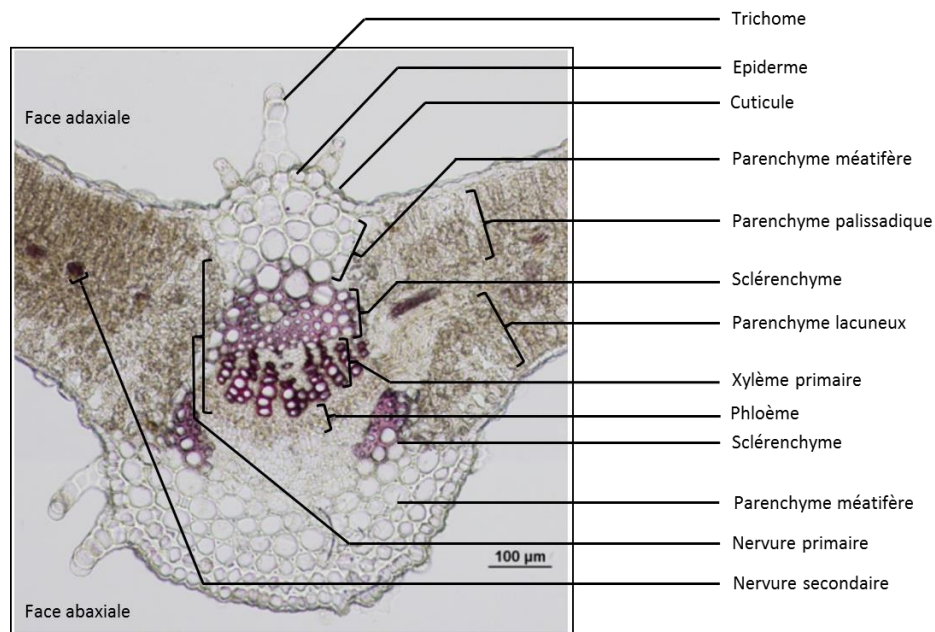 Trichome
Epiderme
Cuticule
Face adaxiale
Parenchyme méatifère
Parenchyme palissadique
Sclérenchyme
Parenchyme lacuneux
Xylème primaire
Phloème
Sclérenchyme
Parenchyme méatifère
Nervure primaire
100 µm
Nervure secondaire
Face abaxiale